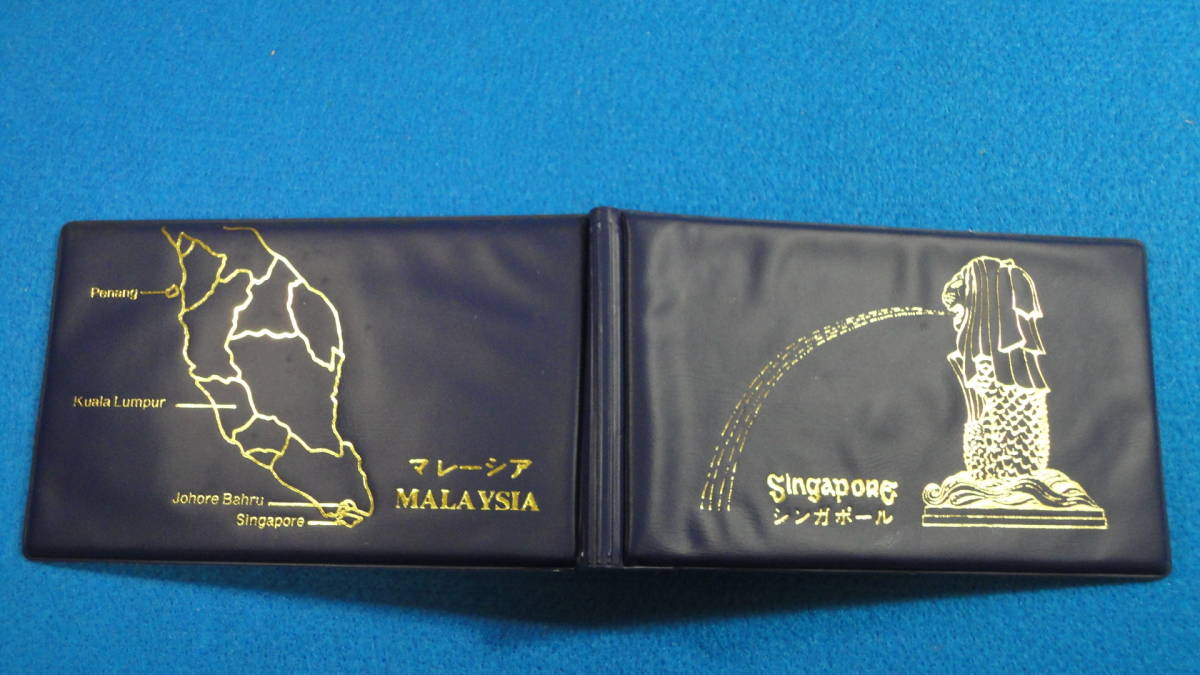 Penang
Kuala Lumpur
Johore Bahru
Singapore
マレーシア
MALAYSIA
Singapore
シンガポール